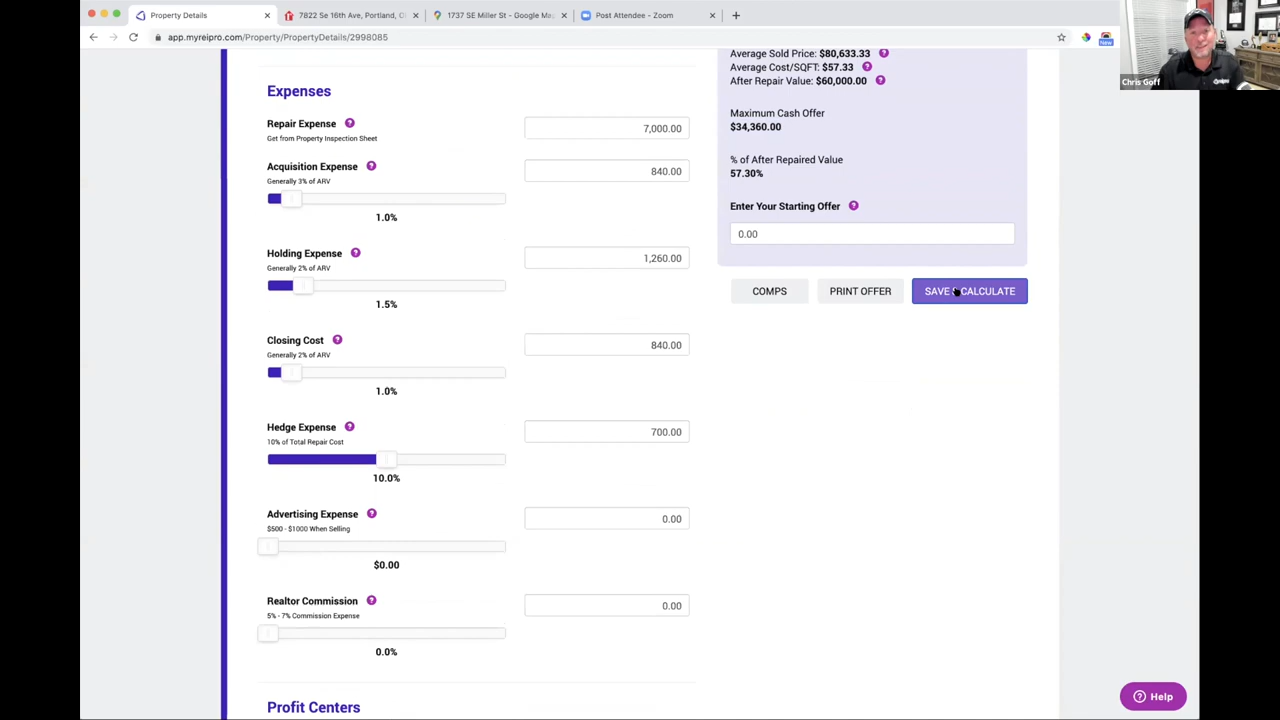 Property Details
7822 Se 16th Ave, Portland, O
1737 SE Miller St - Google Ma
Post Attendee - Zoom
app.myreipro.com/Property/PropertyDetails/2998085
New
Chris Goff
Expenses
Repair Expense
Get from Property Inspection Sheet
7,000.00
Acquisition Expense
Generally 3% of ARV
840.00
1.0%
Holding Expense
Generally 2% of ARV
1,260.00
1.5%
Closing Cost
Generally 2% of ARV
840.00
1.0%
Hedge Expense
10% of Total Repair Cost
700.00
10.0%
Advertising Expense
$500 - $1000 When Selling
0.00
$0.00
Realtor Commission
5% - 7% Commission Expense
0.00
0.0%
Profit Centers
Average Cost/SQFT: $57.33
After Repair Value: $60,000.00
Maximum Cash Offer
$34,360.00
% of After Repaired Value
57.30%
Enter Your Starting Offer
0.00
COMPS
PRINT OFFER
SAVE CALCULATE
Help